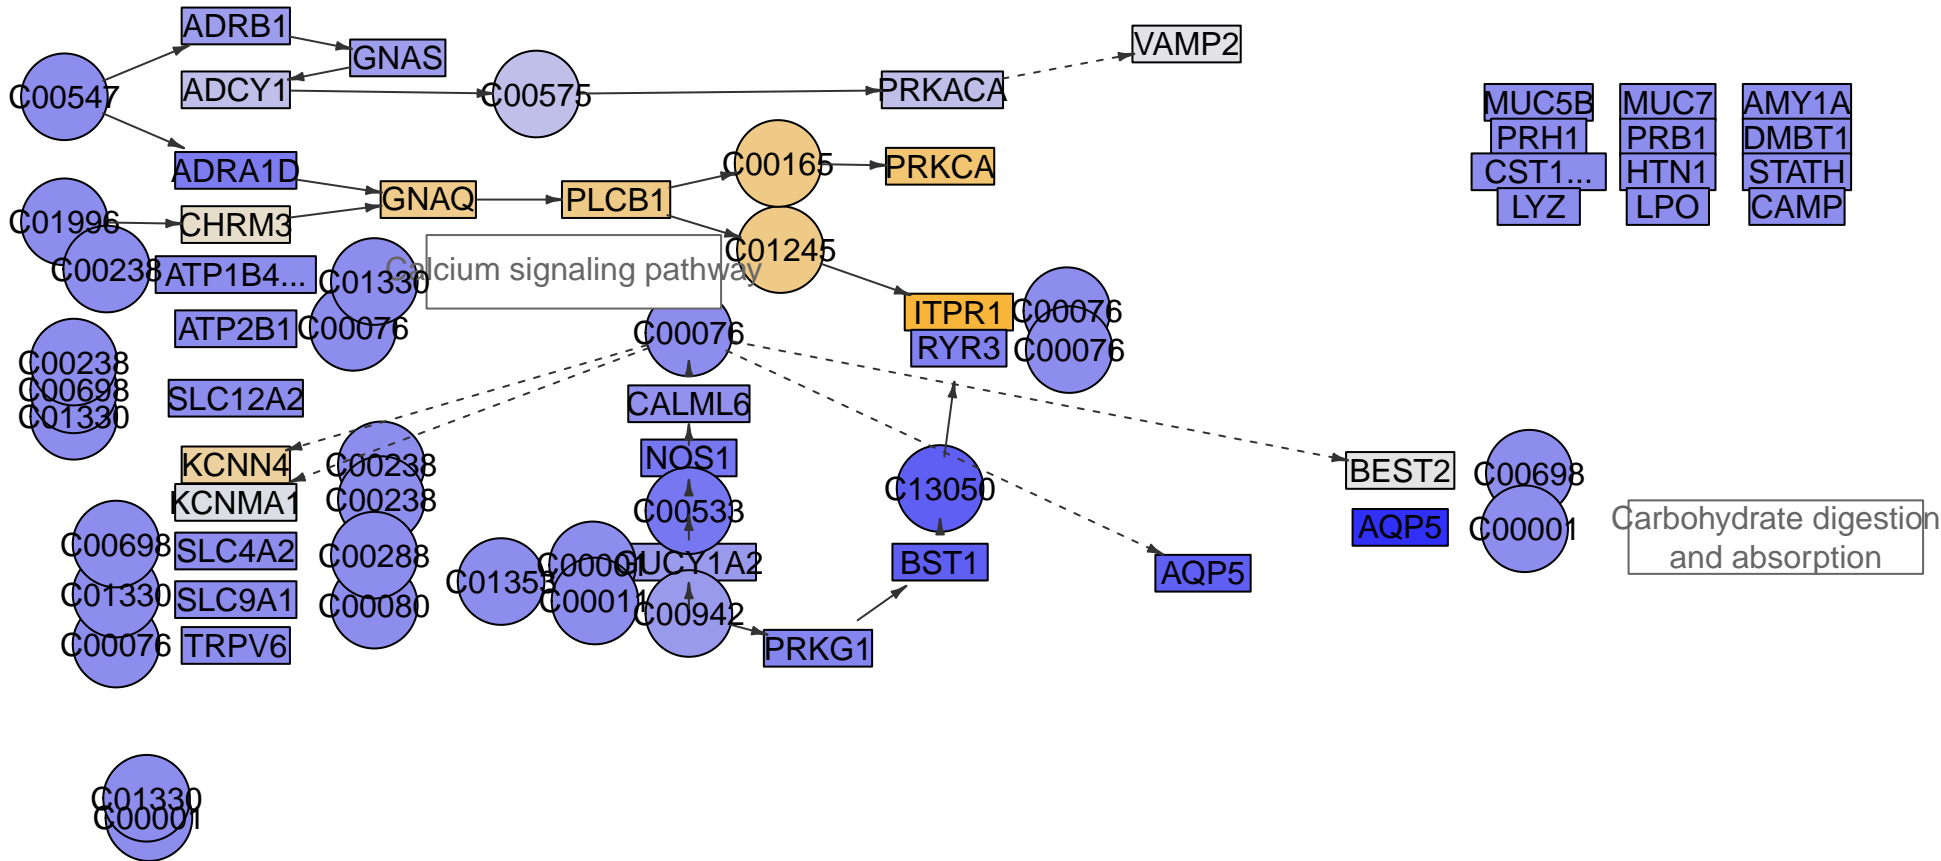 ADRB1
GNAS
VAMP2
C00547
ADCY1
C00575
PRKACA
MUC5B
MUC7
AMY1A
PRH1
PRB1
DMBT1
ADRA1D
C00165
PRKCA
CST1...
HTN1
STATH
GNAQ
PLCB1
LYZ
LPO
CAMP
C01996
CHRM3
C01245
C00238
ATP1B4...
C01330
Calcium signaling pathway
ITPR1
C00076
ATP2B1
C00076
C00076
RYR3
C00076
C00238
C00698
C01330
SLC12A2
CALML6
KCNN4
C00238
NOS1
C13050
BEST2
C00698
KCNMA1
C00238
C00533
AQP5
C00001
Carbohydrate digestion
and absorption
C00698
SLC4A2
C00288
C00001
GUCY1A2
BST1
AQP5
C01353
C01330
SLC9A1
C00080
C00011
C00942
C00076
TRPV6
PRKG1
C01330
C00001